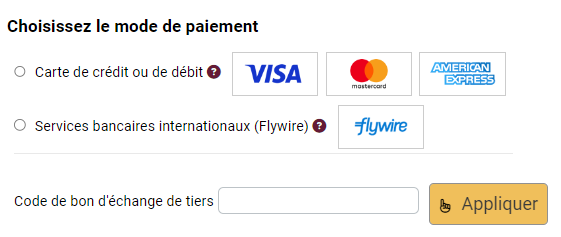 Choisissez le mode de paiement
Carte de crédit ou de débit ? VISA mastercard AMERICAN EXPRESS
Services bancaires internationaux (Flywire) ? flywire
Code de bon d'échange de tiers Appliquer